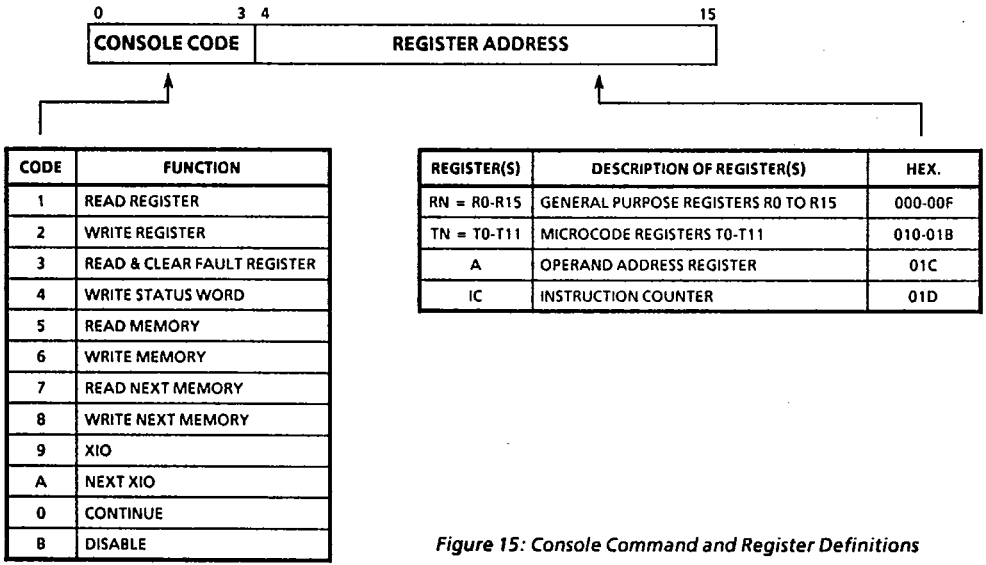 0 3 4 15
CONSOLE CODE REGISTER ADDRESS
CODE FUNCTION
1 READ REGISTER
2 WRITE REGISTER
3 READ & CLEAR FAULT REGISTER
4 WRITE STATUS WORD
5 READ MEMORY
6 WRITE MEMORY
7 READ NEXT MEMORY
8 WRITE NEXT MEMORY
9 XIO
A NEXT XIO
0 CONTINUE
B DISABLE
REGISTER(S) DESCRIPTION OF REGISTER(S) HEX.
RN = R0-R15 GENERAL PURPOSE REGISTERS R0 TO R15 000-00F
TN = T0-T11 MICROCODE REGISTERS T0-T11 010-01B
A OPERAND ADDRESS REGISTER 01C
IC INSTRUCTION COUNTER 01D
Figure 15: Console Command and Register Definitions